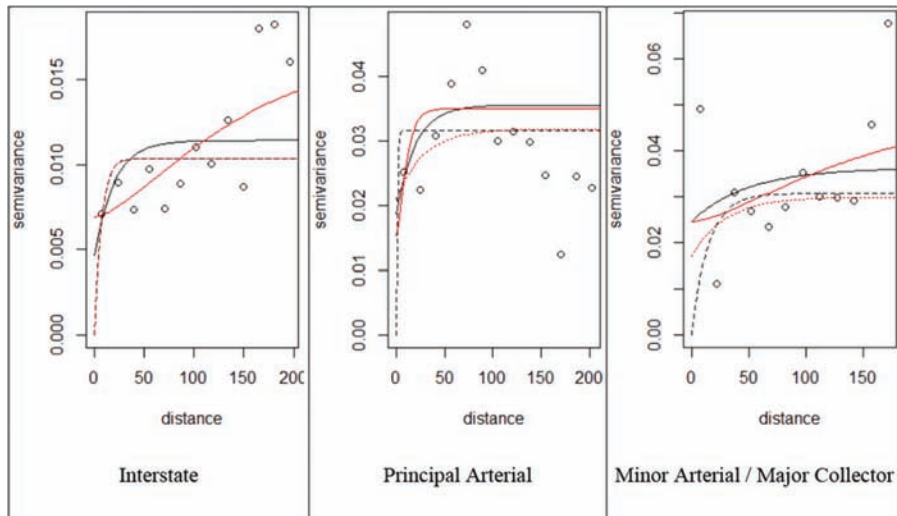 semivariance
0.000 0.005 0.010 0.015
0 50 100 150 200
distance
Interstate
semivariance
0.00 0.01 0.02 0.03 0.04
0 50 100 150 200
distance
Principal Arterial
semivariance
0.00 0.02 0.04 0.06
0 50 100 150
distance
Minor Arterial / Major Collector